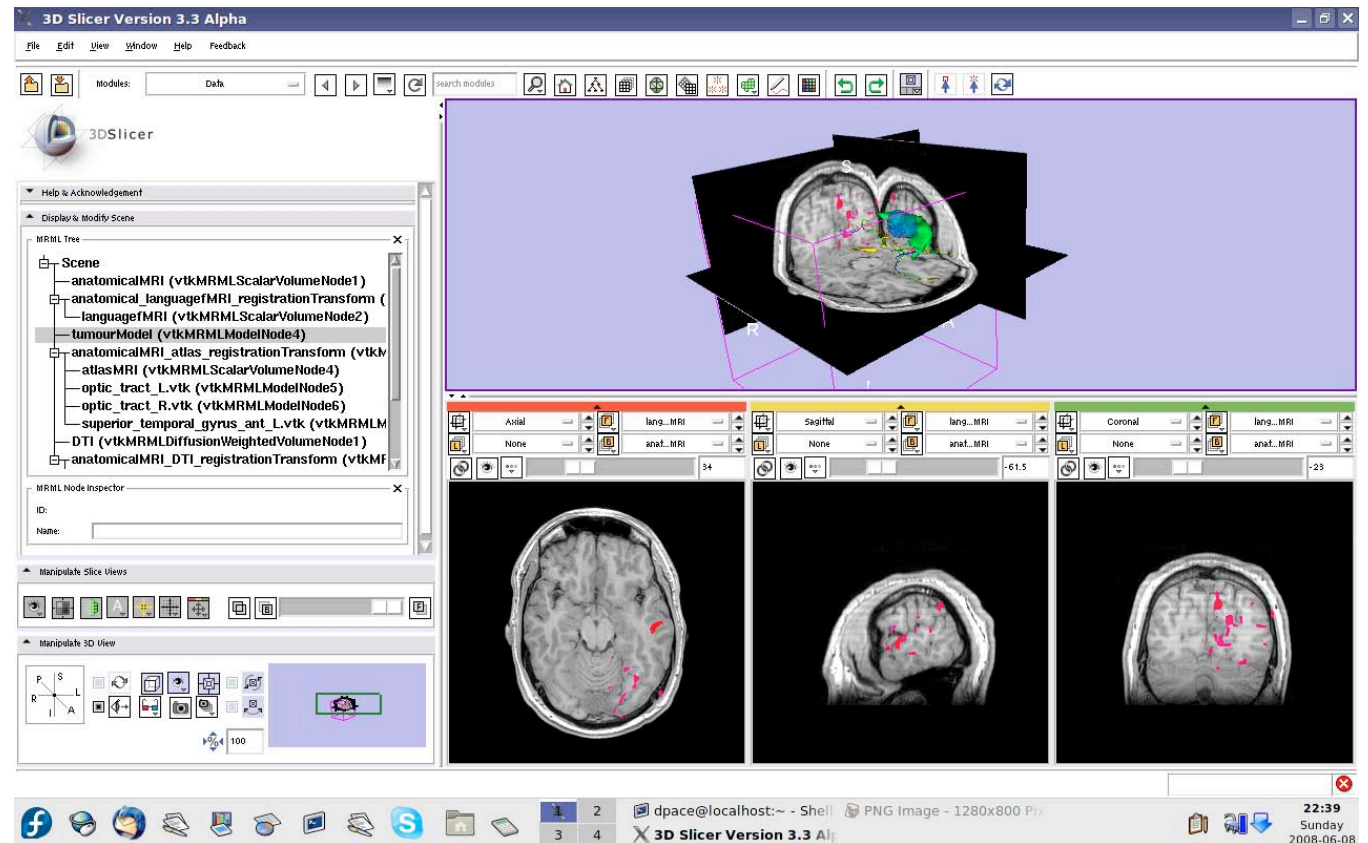 3D Slicer Version 3.3 Alpha
File Edit View Window Help Feedback
Modules: Data search modules
3DSlicer
Help & Acknowledgement
Display & Modify Scene
MRML Tree
Scene
anatomicalMRI (vtkMRMLScalarVolumeNode1)
anatomical_languagefMRI_registrationTransform (
languagefMRI (vtkMRMLScalarVolumeNode2)
tumourModel (vtkMRMLModelNode4)
anatomicalMRI_atlas_registrationTransform (vtkM
atlasMRI (vtkMRMLScalarVolumeNode4)
optic_tract_L.vtk (vtkMRMLModelNode5)
optic_tract_R.vtk (vtkMRMLModelNode6)
superior_temporal_gyrus_ant_L.vtk (vtkMRMLM
DTI (vtkMRMLDiffusionWeightedVolumeNode1)
anatomicalMRI_DTI_registrationTransform (vtkMF
MRML Node Inspector
ID:
Name:
Manipulate Slice Views
A B F
Manipulate 3D View
P S
R L
I A
% 100
S
R A
I
Axial F lang...MRI
L None B anat...MRI
34
Sagittal F lang...MRI
L None B anat...MRI
-61.5
Coronal F lang...MRI
L None B anat...MRI
-23
1 2
3 4
dpace@localhost:~ - Shell
PNG Image - 1280x800 Pix
3D Slicer Version 3.3 Alp
22:39
Sunday
2008-06-08